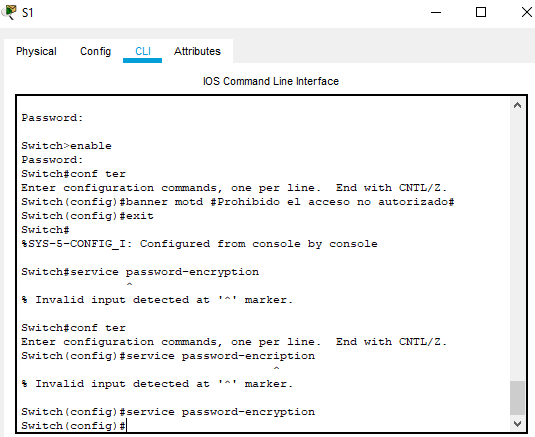 S1
Physical Config CLI Attributes
IOS Command Line Interface
Password:
Switch>enable
Password:
Switch#conf ter
Enter configuration commands, one per line.  End with CNTL/Z.
Switch(config)#banner motd #Prohibido el acceso no autorizado#
Switch(config)#exit
Switch#
%SYS-5-CONFIG_I: Configured from console by console
Switch#service password-encryption
^
% Invalid input detected at '^' marker.
Switch#conf ter
Enter configuration commands, one per line.  End with CNTL/Z.
Switch(config)#service password-encription
^
% Invalid input detected at '^' marker.
Switch(config)#service password-encryption
Switch(config)#